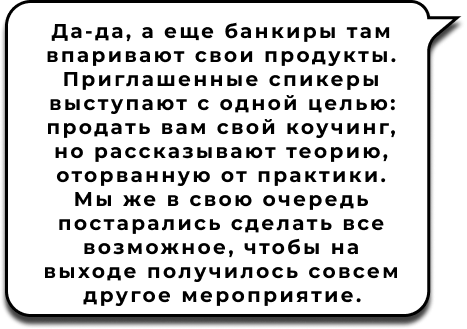 Да-да, а еще банкиры там
впаривают свои продукты.
Приглашенные спикеры
выступают с одной целью:
продать вам свой коучинг,
но рассказывают теорию,
оторванную от практики.
Мы же в свою очередь
постарались сделать все
возможное, чтобы на
выходе получилось совсем
другое мероприятие.